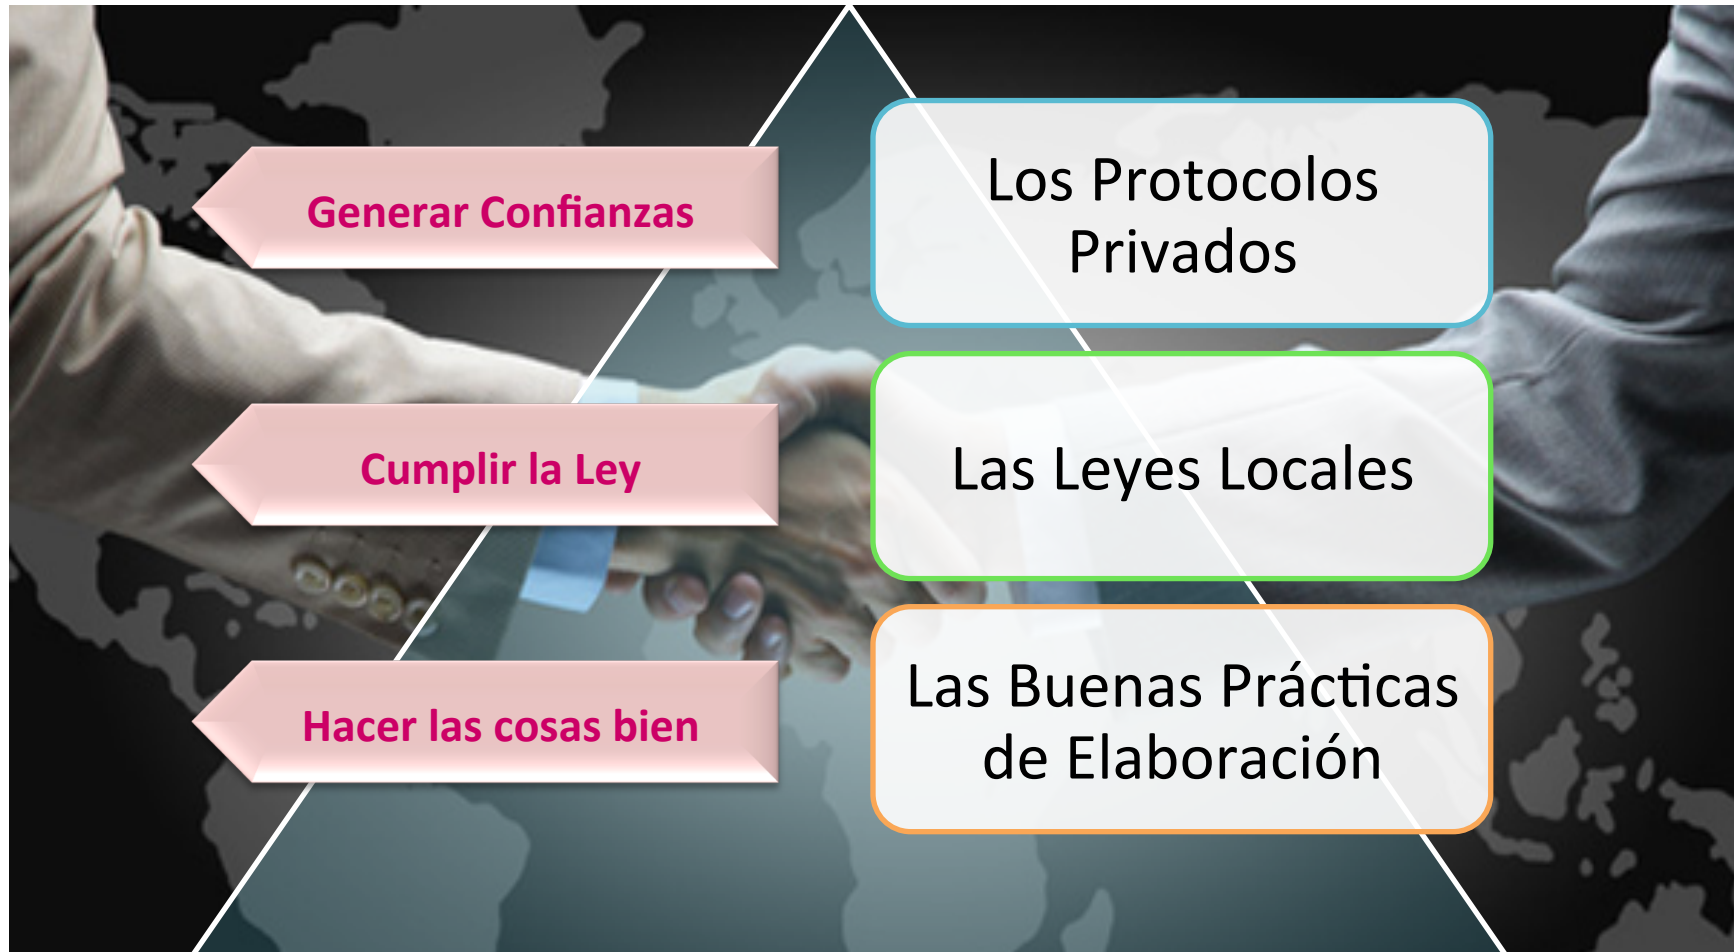 Generar Confianzas
Los Protocolos
Privados
Cumplir la Ley
Las Leyes Locales
Hacer las cosas bien
Las Buenas Prácticas
de Elaboración